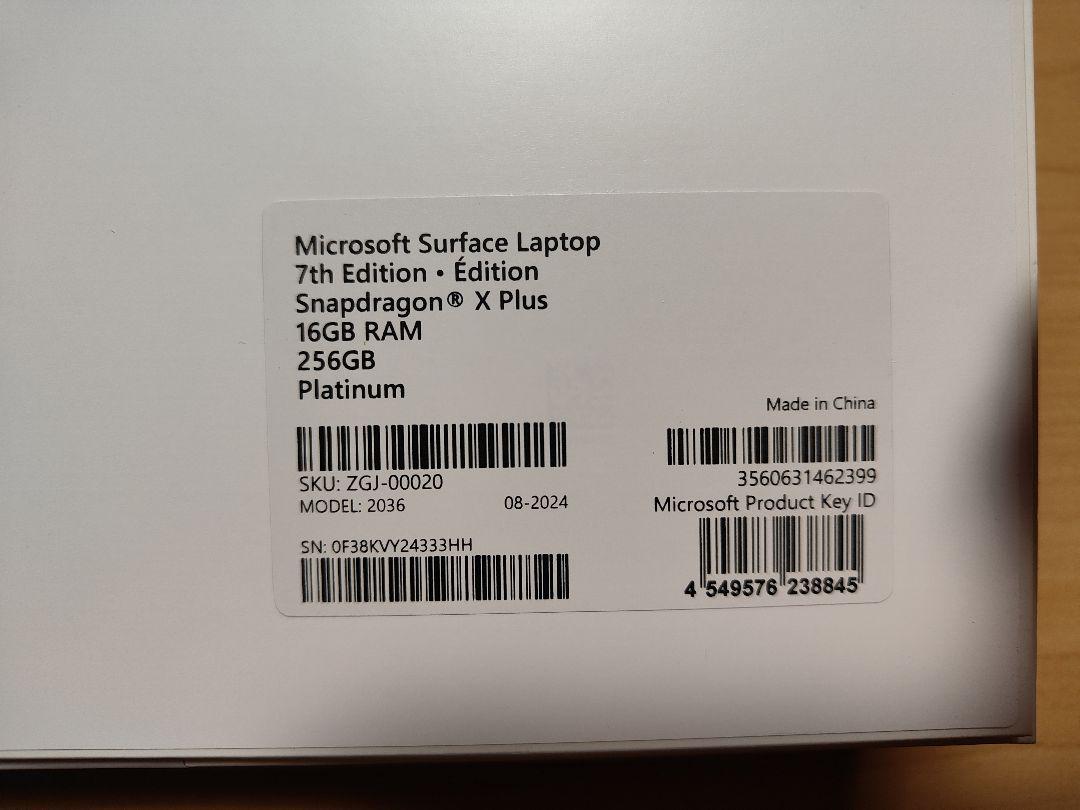 Microsoft Surface Laptop
7th Edition • Édition
Snapdragon® X Plus
16GB RAM
256GB
Platinum
Made in China
SKU: ZGJ-00020
MODEL: 2036 08-2024
3560631462399
Microsoft Product Key ID
SN: 0F38KVY24333HH
4 549576 238845